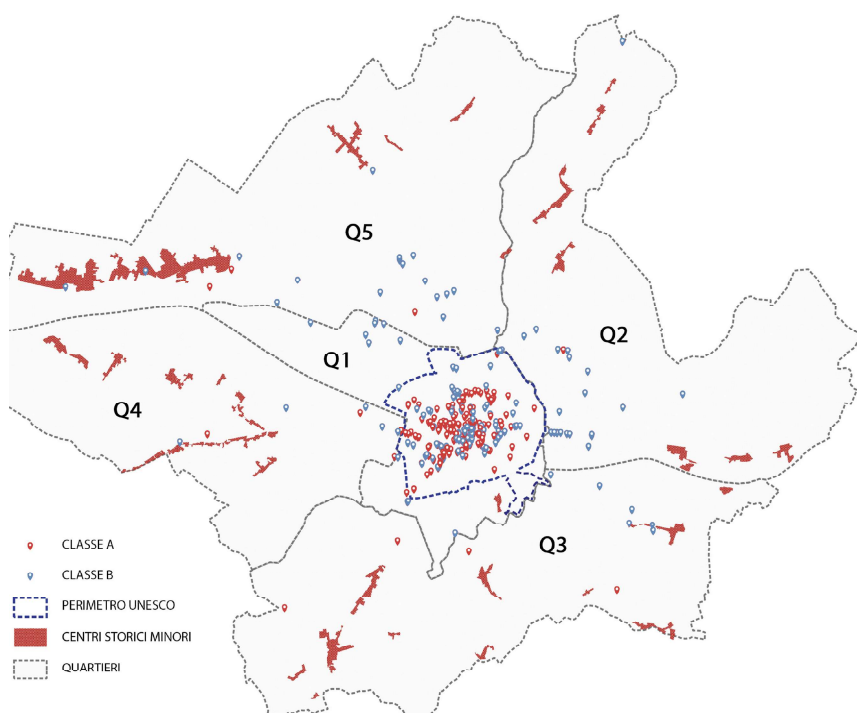 Q5
Q2
Q1
Q4
Q3
CLASSE A
CLASSE B
PERIMETRO UNESCO
CENTRI STORICI MINORI
QUARTIERI